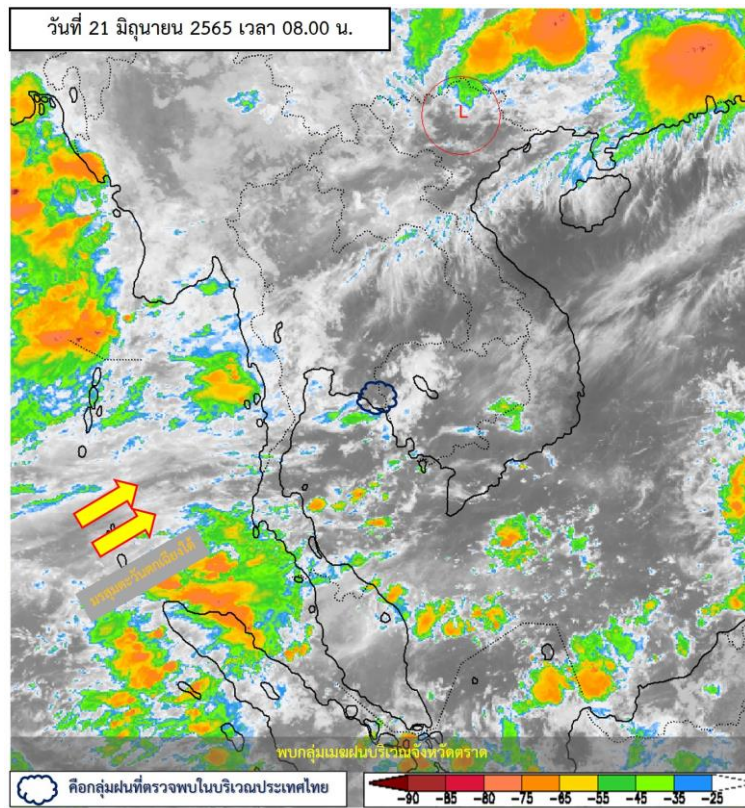 วันที่ 21 มิถุนายน 2565 เวลา 08.00 น.
L
มรสุมตะวันตกเฉียงใต้
พบกลุ่มเมฆฝนบริเวณจังหวัดตราด
คือกลุ่มฝนที่ตรวจพบในบริเวณประเทศไทย
-90 -85 -80 -75 -65 -55 -45 -35 -25